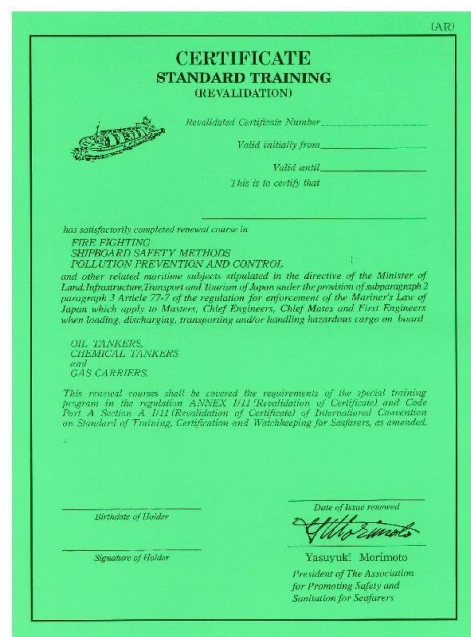 (AR)
CERTIFICATE
STANDARD TRAINING
(REVALIDATION)
Revalidated Certificate Number
Valid initially from
Valid until
This is to certify that
has satisfactorily completed renewal course in
FIRE FIGHTING
SHIPBOARD SAFETY METHODS
POLLUTION PREVENTION AND CONTROL
and other related maritime subjects stipulated in the directive of the Minister of
Land,Infrastructure,Transport and Tourism of Japan under the provision of subparagraph 2
paragraph 3 Article 77-7 of the regulation for enforcement of the Mariner's Law of
Japan which apply to Masters, Chief Engineers, Chief Mates and First Engineers
when loading, discharging, transporting and/or handling hazardous cargo on board
OIL TANKERS,
CHEMICAL TANKERS
and
GAS CARRIERS.
This renewal courses shall be covered the requirements of the special training
program in the regulation ANNEX I/11 (Revalidation of Certificate) and Code
Part A Section A I/11 (Revalidation of Certificate) of International Convention
on Standard of Training, Certification and Watchkeeping for Seafarers, as amended.
Birthdate of Holder
Date of Issue renewed
Y Morimoto
Signature of Holder
Yasuyuki Morimoto
President of The Association
for Promoting Safety and
Sanitation for Seafarers